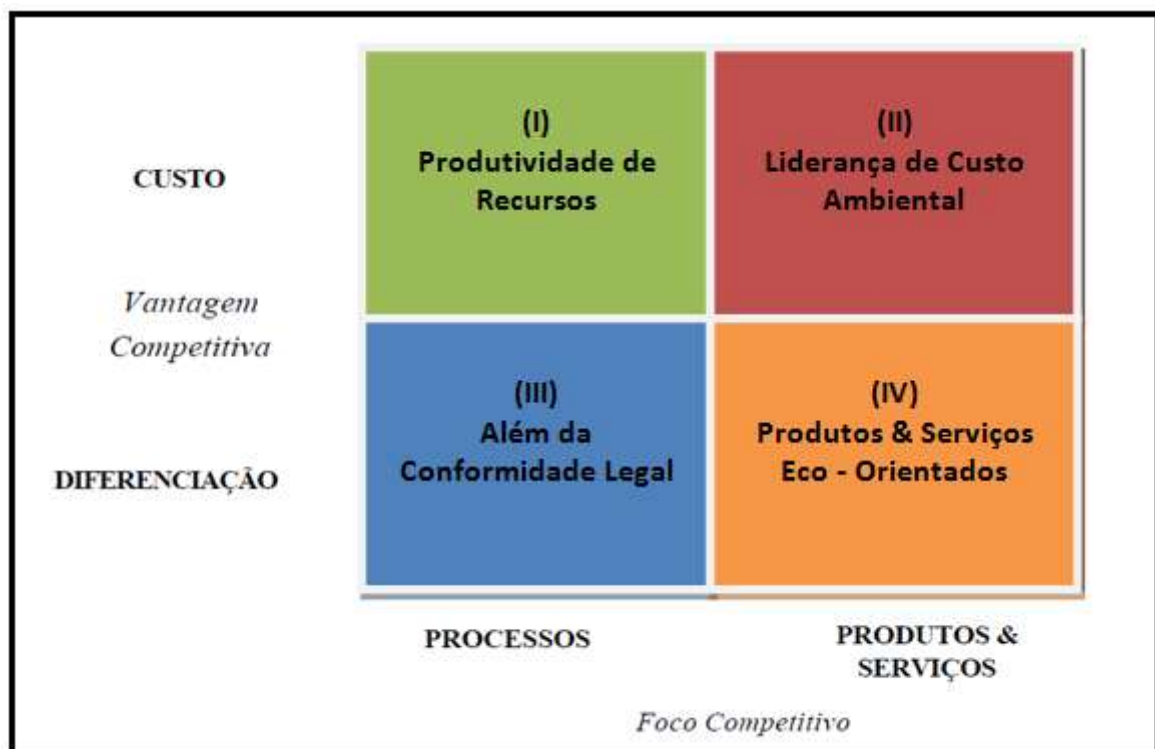 (I)
Produtividade de
Recursos
(II)
Liderança de Custo
Ambiental
CUSTO
Vantagem
Competitiva
(III)
Além da
Conformidade Legal
(IV)
Produtos & Serviços
Eco - Orientados
DIFERENCIAÇÃO
PROCESSOS
PRODUTOS &
SERVIÇOS
Foco Competitivo